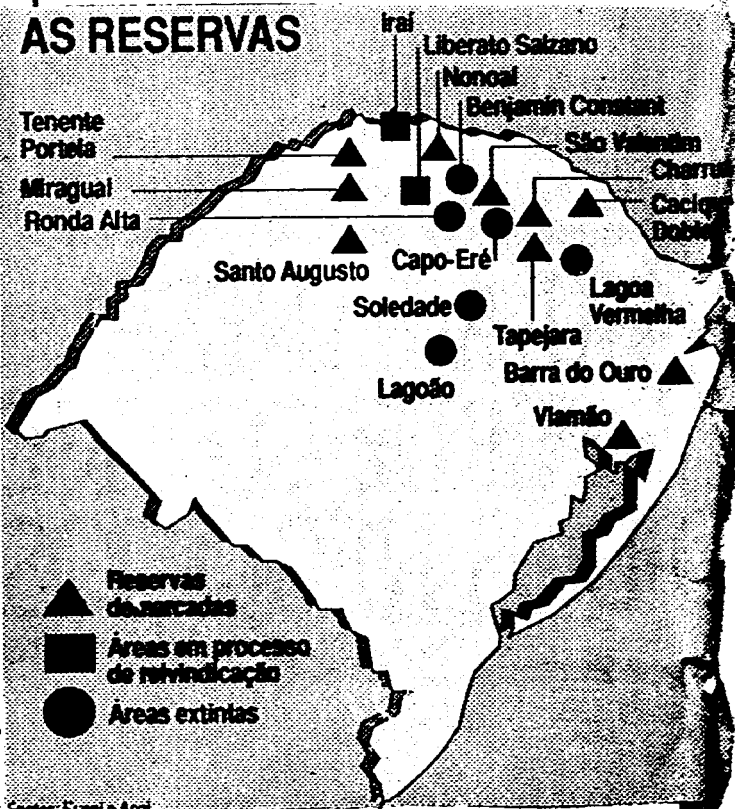 AS RESERVAS
Iraí
Liberato Salzano
Nonoai
Benjamin Constant
São Valentim
Charrua
Cacique
Doble
Tenente
Portela
Miraguaí
Ronda Alta
Santo Augusto
Capo-Eré
Lagoa
Vermelha
Soledade
Tapejara
Lagoão
Barra do Ouro
Viamão
Reservas
demarcadas
Áreas em processo
de reivindicação
Áreas extintas